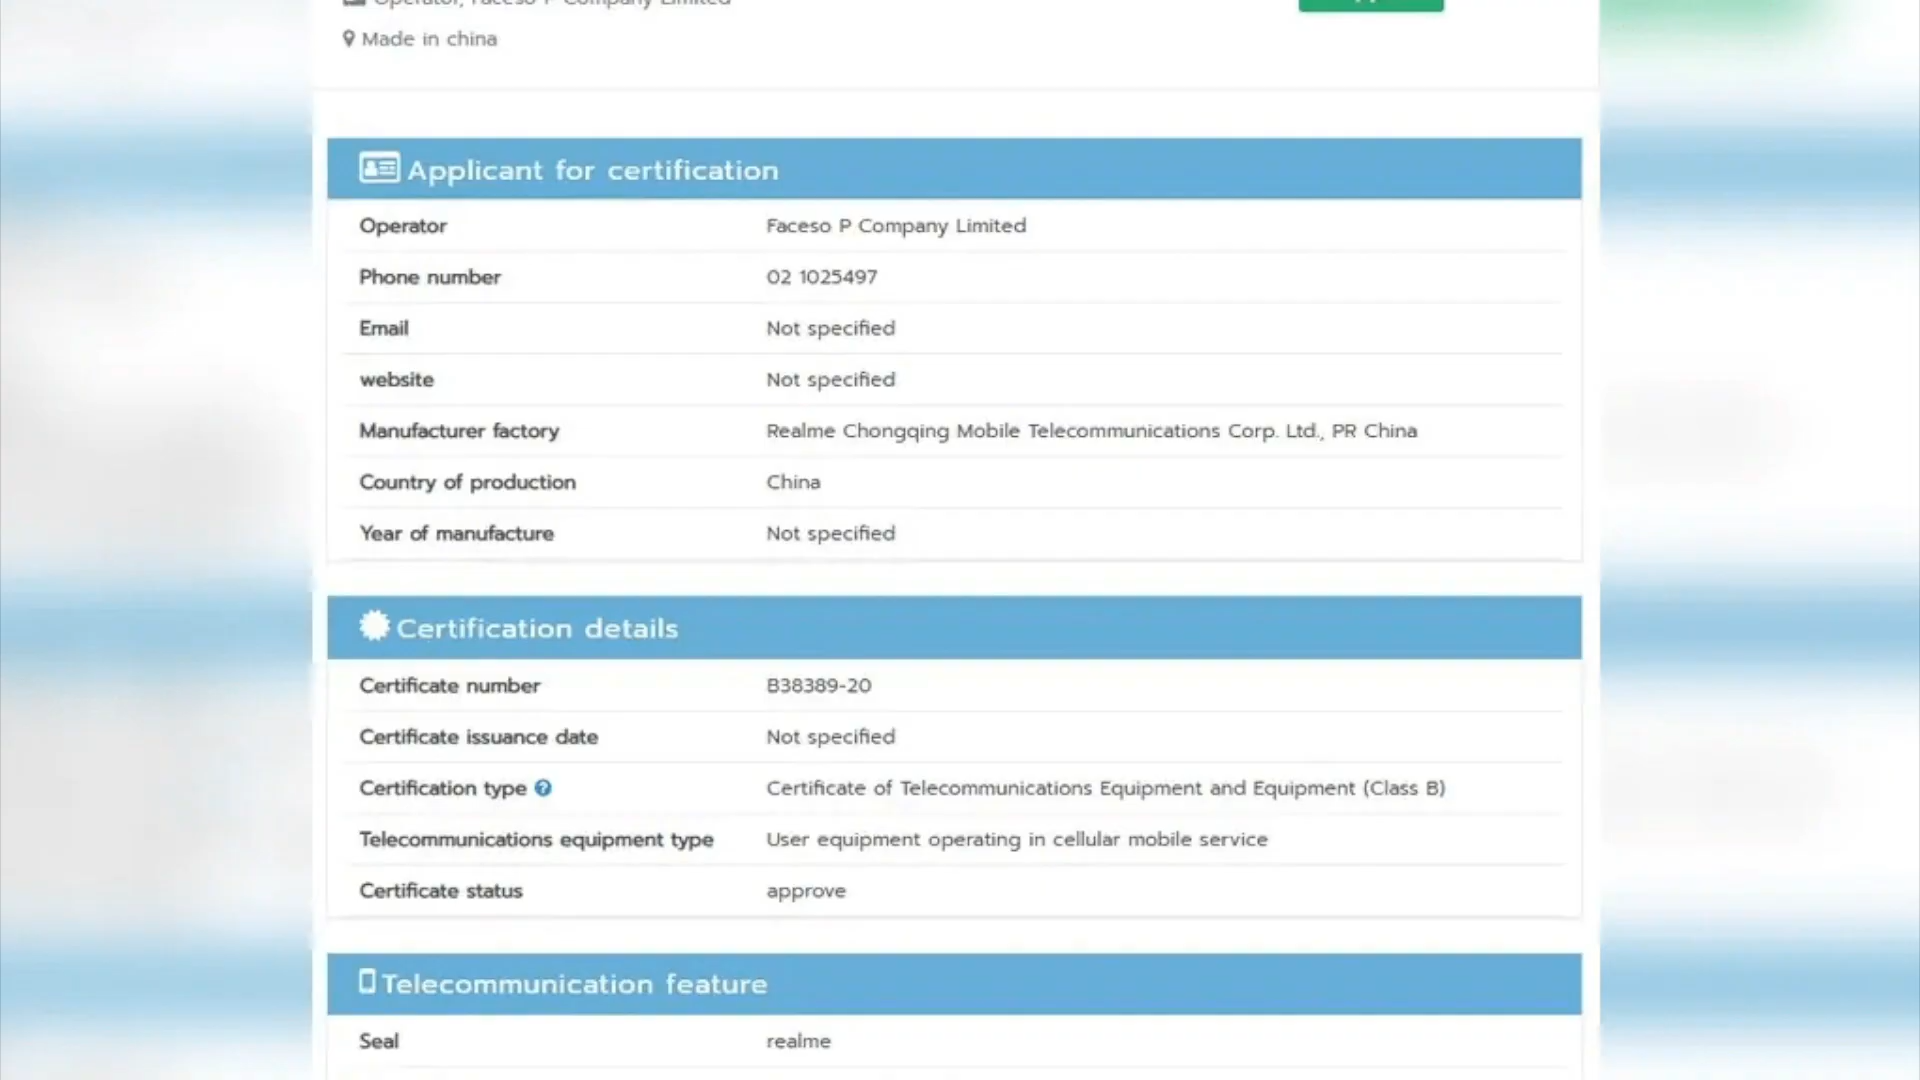 Operator, Faceso P Company Limited
Made in china
Applicant for certification
Operator Faceso P Company Limited
Phone number 02 1025497
Email Not specified
website Not specified
Manufacturer factory Realme Chongqing Mobile Telecommunications Corp. Ltd., PR China
Country of production China
Year of manufacture Not specified
Certification details
Certificate number B38389-20
Certificate issuance date Not specified
Certification type ? Certificate of Telecommunications Equipment and Equipment (Class B)
Telecommunications equipment type User equipment operating in cellular mobile service
Certificate status approve
Telecommunication feature
Seal realme